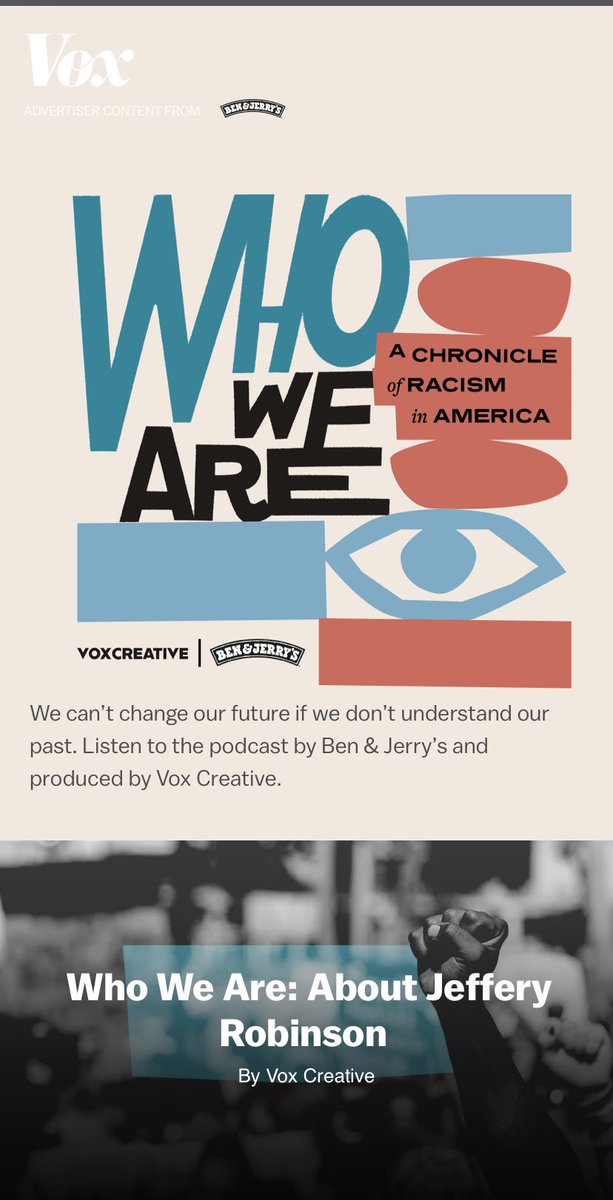 Vox
ADVERTISER CONTENT FROM BEN & JERRY'S
WHO
WE
ARE
A CHRONICLE
of RACISM
in AMERICA
VOXCREATIVE | BEN & JERRY'S
We can’t change our future if we don’t understand our
past. Listen to the podcast by Ben & Jerry’s and
produced by Vox Creative.
Who We Are: About Jeffery
Robinson
By Vox Creative